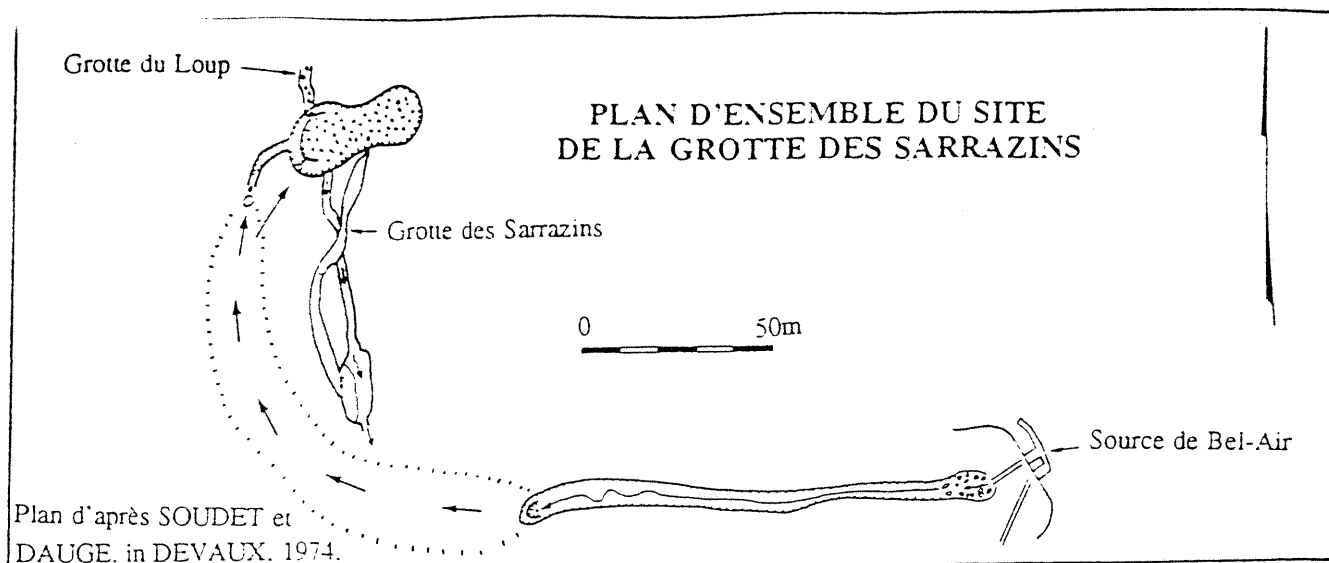 Grotte du Loup
PLAN D'ENSEMBLE DU SITE
DE LA GROTTE DES SARRAZINS
Grotte des Sarrazins
0 50m
Source de Bel-Air
Plan d'après SOUDET et
DAUGE. in DEVAUX. 1974.